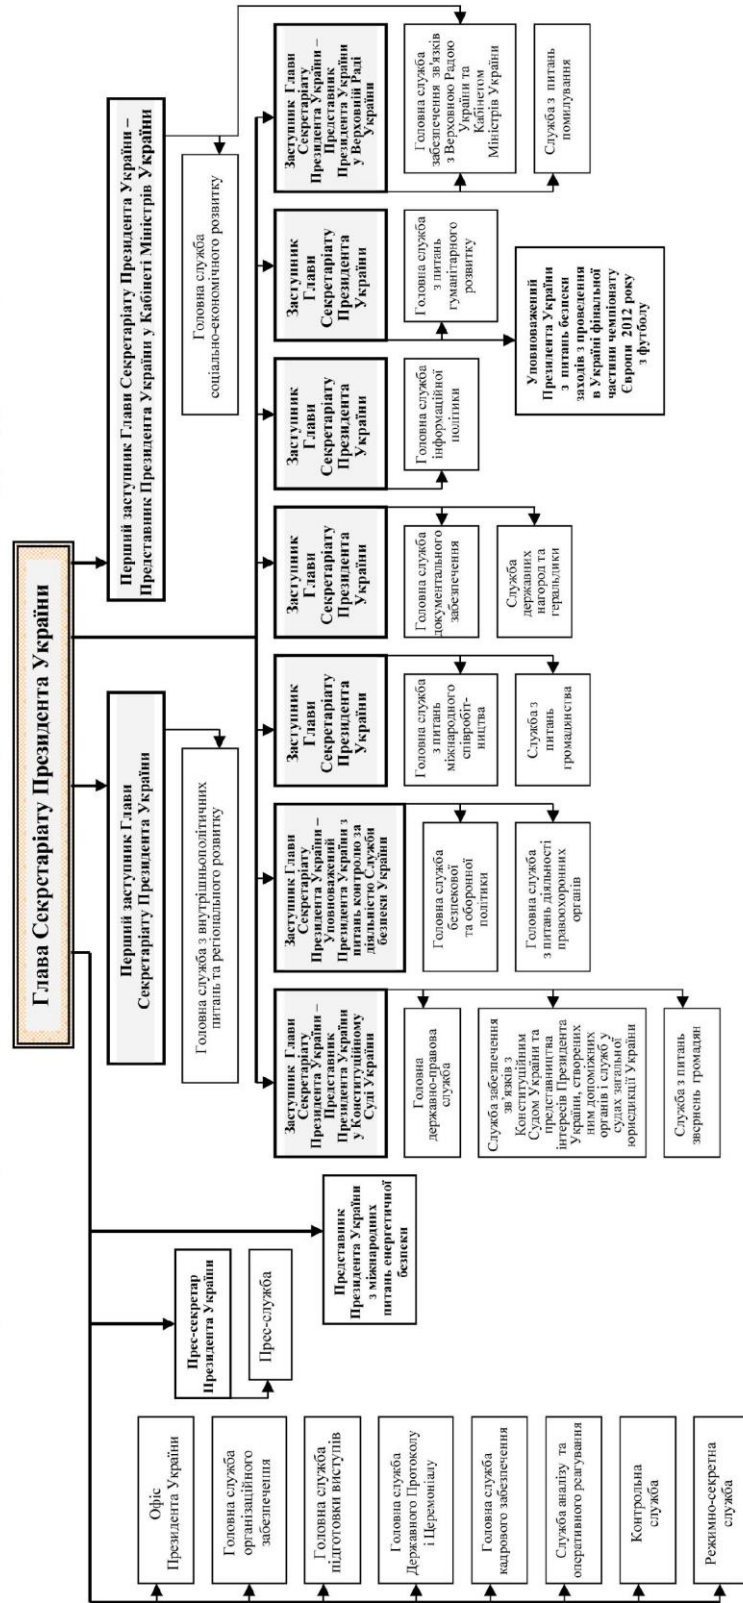 Глава Секретаріату Президента України
Перший заступник Глави
Секретаріату Президента України
Головна служба з внутрішньополітичних
питань та регіонального розвитку
Перший заступник Глави Секретаріату Президента України –
Представник Президента України у Кабінеті Міністрів України
Головна служба
соціально-економічного розвитку
Офіс
Президента України
Головна служба
організаційного
забезпечення
Головна служба
підготовки виступів
Головна служба
Державного Протоколу
і Церемоніалу
Головна служба
кадрового забезпечення
Служба аналізу та
оперативного реагування
Контрольна
служба
Режимно-секретна
служба
Прес-секретар
Президента України
Прес-служба
Представник
Президента України
з міжнародних
питань енергетичної
безпеки
Заступник Глави
Секретаріату
Президента України –
Представник
Президента України
у Конституційному
Суді України
Головна
державно-правова
служба
Служба забезпечення
зв'язків з
Конституційним
Судом України та
представництва
інтересів Президента
України, створених
ним допоміжних
органів і служб у
судах загальної
юрисдикції України
Служба з питань
звернень громадян
Заступник Глави
Секретаріату
Президента України –
Уповноважений
Президента України з
питань контролю за
діяльністю Служби
безпеки України
Головна служба
безпекової
та оборонної
політики
Головна служба
з питань діяльності
правоохоронних
органів
Заступник
Глави
Секретаріату
Президента
України
Головна служба
з питань
міжнародного
співробіт-
ництва
Служба з
питань
громадянства
Заступник
Глави
Секретаріату
Президента
України
Головна служба
документального
забезпечення
Служба
державних
нагород та
геральдики
Заступник
Глави
Секретаріату
Президента
України
Головна служба
інформаційної
політики
Заступник
Глави
Секретаріату
Президента
України
Головна служба
з питань
гуманітарного
розвитку
Уповноважений
Президента України
з питань безпеки
заходів з проведення
в Україні фінальної
частини чемпіонату
Європи 2012 року
з футболу
Заступник Глави
Секретаріату
Президента України –
Представник
Президента України
у Верховній Раді
України
Головна служба
забезпечення зв'язків
з Верховною Радою
України та
Кабінетом
Міністрів України
Служба з питань
помилування